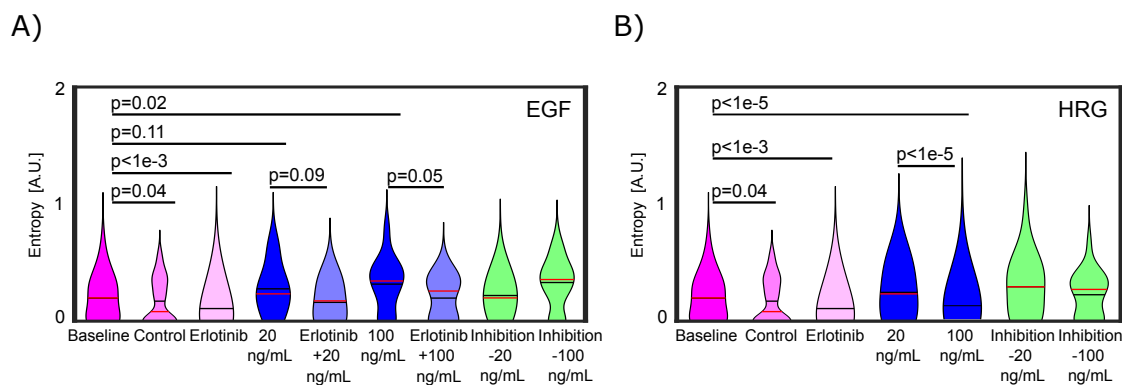 A)
B)
2
EGF
p=0.02
p=0.11
p<1e-3
p=0.04
p=0.09
p=0.05
1
0
Entropy [A.U.]
Baseline Control Erlotinib 20 Erlotinib 100 Erlotinib Inhibition Inhibition
ng/mL +20 ng/mL +100 -20 -100
ng/mL ng/mL ng/mL ng/mL
2
HRG
p<1e-5
p<1e-3
p<1e-5
p=0.04
1
0
Entropy [A.U.]
Baseline Control Erlotinib 20 100 Inhibition Inhibition
ng/mL ng/mL -20 -100
ng/mL ng/mL